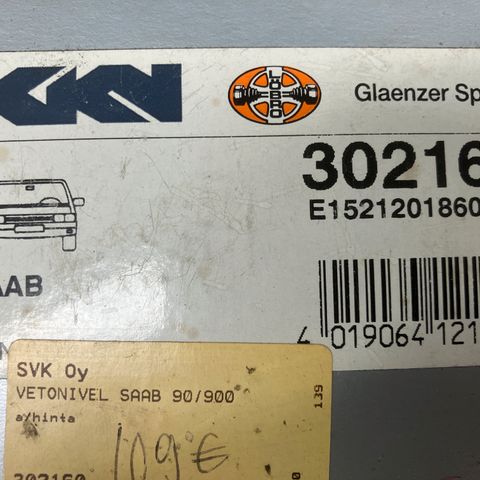 GKN
LÖBRO
Glaenzer Sp
30216
E1521201860
AAB
4 019064 121
N
SVK Oy
VETONIVEL SAAB 90/900
139
a/hinta
109 €
302160